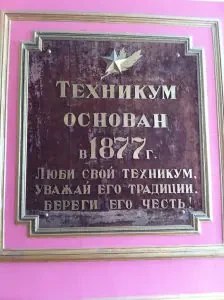 ТЕХНИКУМ
ОСНОВАН
в 1877 г.
ЛЮБИ СВОЙ ТЕХНИКУМ,
УВАЖАЙ ЕГО ТРАДИЦИИ,
БЕРЕГИ ЕГО ЧЕСТЬ!